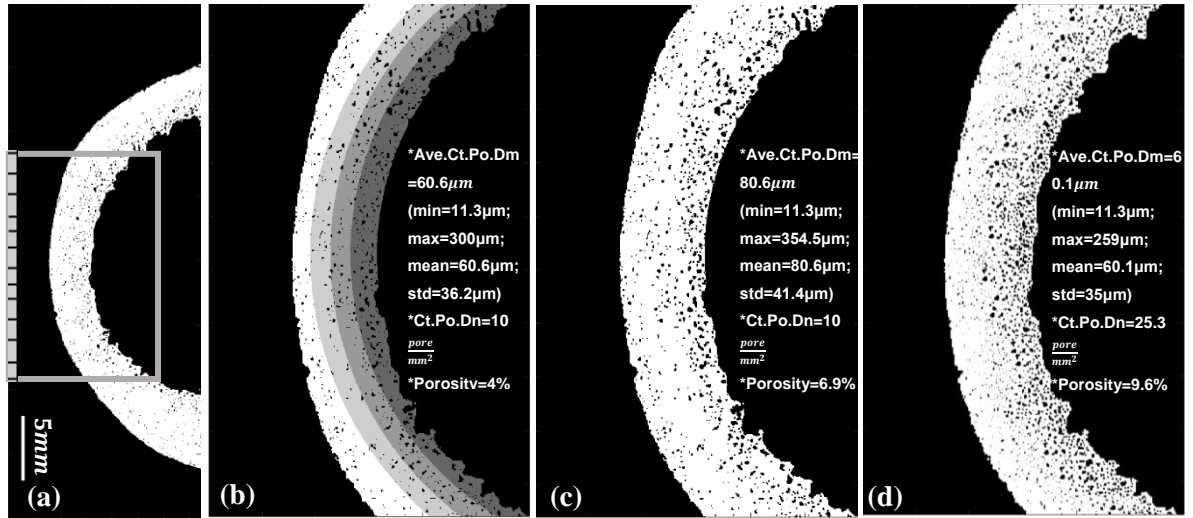 *Ave.Ct.Po.Dm
=60.6μm
(min=11.3μm;
max=300μm;
mean=60.6μm;
std=36.2μm)
*Ct.Po.Dn=10
pore
mm²
*Porositv=4%
*Ave.Ct.Po.Dm=
80.6μm
(min=11.3μm;
max=354.5μm;
mean=80.6μm;
std=41.4μm)
*Ct.Po.Dn=10
pore
mm²
*Porosity=6.9%
*Ave.Ct.Po.Dm=6
0.1μm
(min=11.3μm;
max=259μm;
mean=60.1μm;
std=35μm)
*Ct.Po.Dn=25.3
pore
mm²
*Porosity=9.6%
5mm
(a)
(b)
(c)
(d)